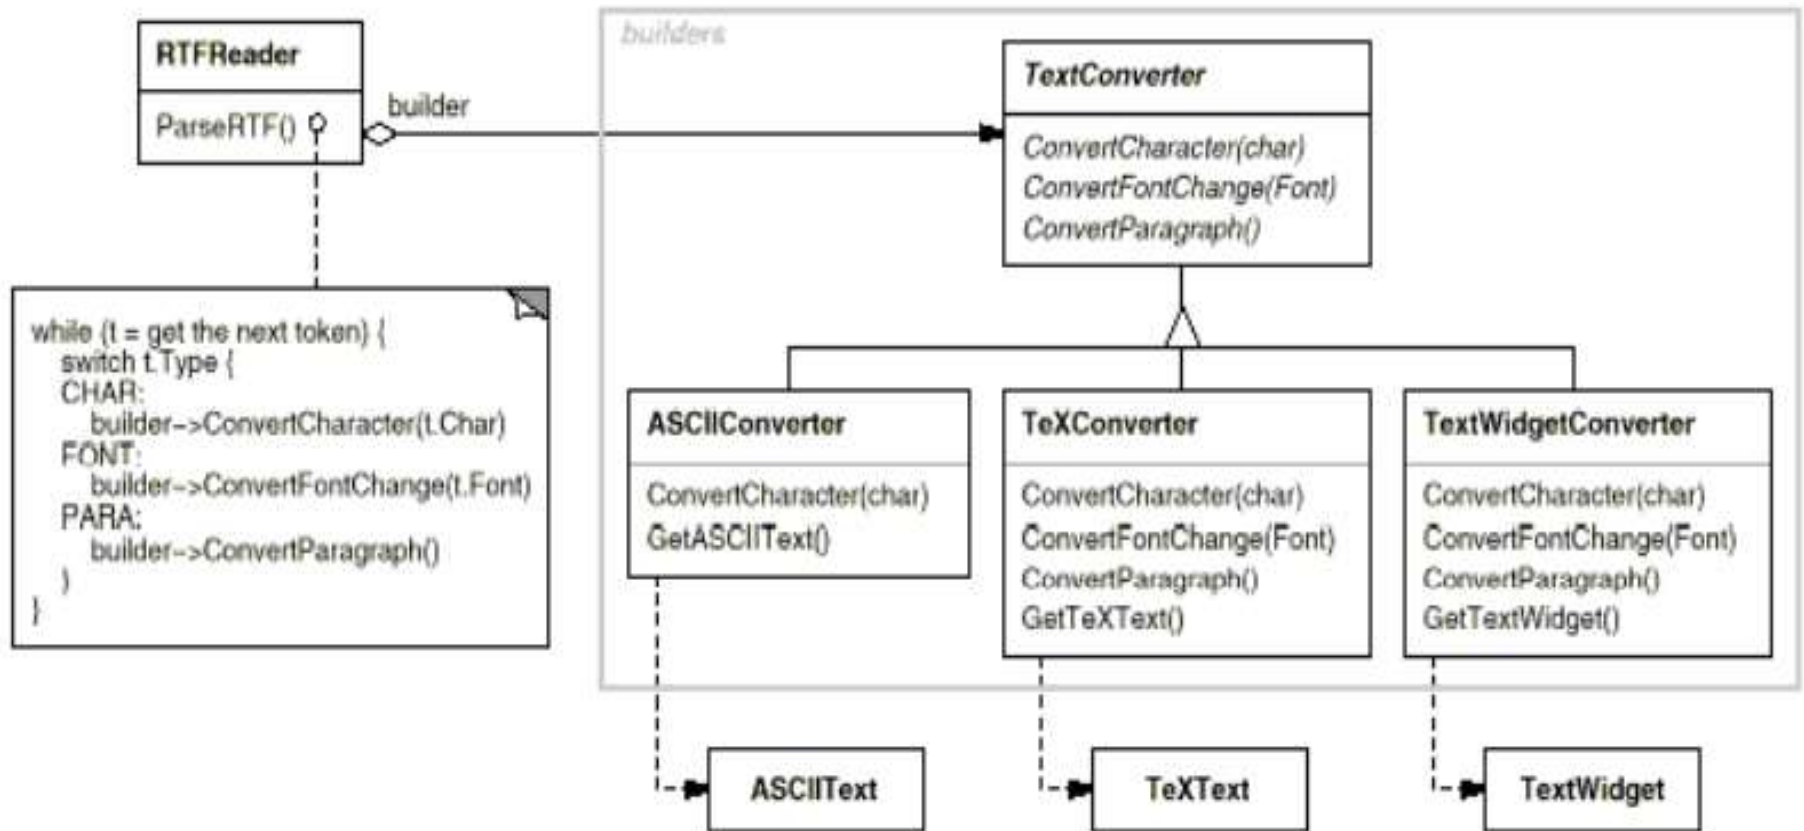 RTFReader
ParseRTF()
builder
builders
TextConverter
ConvertCharacter(char)
ConvertFontChange(Font)
ConvertParagraph()
while (t = get the next token) {
switch t.Type {
CHAR:
builder->ConvertCharacter(t.Char)
FONT:
builder->ConvertFontChange(t.Font)
PARA:
builder->ConvertParagraph()
}
}
ASCIIConverter
ConvertCharacter(char)
GetASCIIText()
TeXConverter
ConvertCharacter(char)
ConvertFontChange(Font)
ConvertParagraph()
GetTeXText()
TextWidgetConverter
ConvertCharacter(char)
ConvertFontChange(Font)
ConvertParagraph()
GetTextWidget()
ASCIIText
TeXText
TextWidget